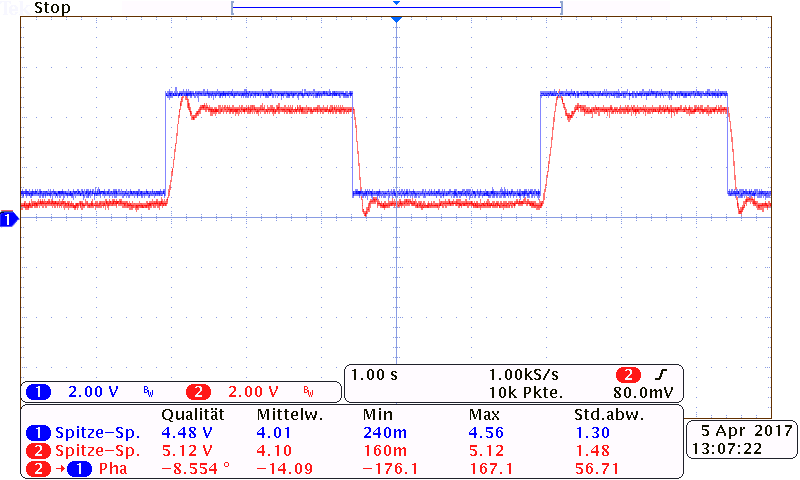 Tek Stop
1
1 2.00 V BW 2 2.00 V BW
1.00 s 1.00kS/s 2 ʃ
10k Pkte. 80.0mV
Qualität Mittelw. Min Max Std.abw.
1 Spitze-Sp. 4.48 V 4.01 240m 4.56 1.30
2 Spitze-Sp. 5.12 V 4.10 160m 5.12 1.48
2 → 1 Pha -8.554 ° -14.09 -176.1 167.1 56.71
5 Apr 2017
13:07:22